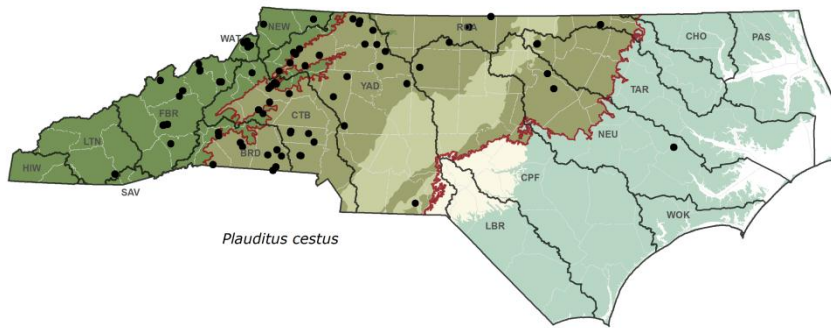 NEW
WAT
ROA
CHO
PAS
YAD
TAR
FBR
CTB
LTN
NEU
BRD
HIW
CPF
SAV
WOK
LBR
Plauditus cestus